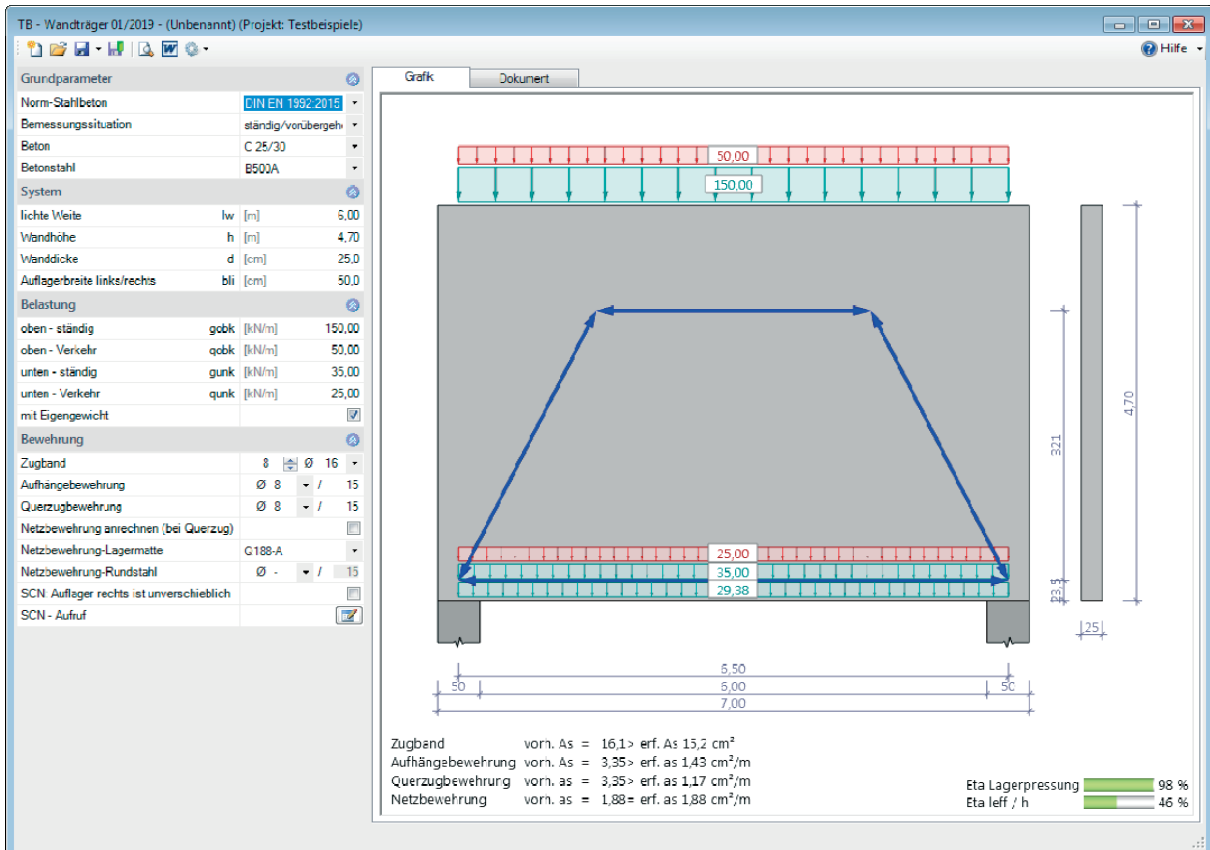 TB - Wandträger 01/2019 - (Unbenannt) (Projekt: Testbeispiele)
Hilfe
Grundparameter
Norm-Stahlbeton DIN EN 1992:2015
Bemessungssituation ständig/vorübergeh
Beton C 25/30
Betonstahl B500A
System
lichte Weite lw [m] 6,00
Wandhöhe h [m] 4,70
Wanddicke d [cm] 25,0
Auflagerbreite links/rechts bli [cm] 50,0
Belastung
oben - ständig gobk [kN/m] 150,00
oben - Verkehr qobk [kN/m] 50,00
unten - ständig gunk [kN/m] 35,00
unten - Verkehr qunk [kN/m] 25,00
mit Eigengewicht
Bewehrung
Zugband 8 Ø 16
Aufhängebewehrung Ø 8 / 15
Querzugbewehrung Ø 8 / 15
Netzbewehrung anrechnen (bei Querzug)
Netzbewehrung-Lagermatte Q188-A
Netzbewehrung-Rundstahl Ø - / 15
SCN: Auflager rechts ist unverschieblich
SCN - Aufruf
Grafik Dokument
50,00
150,00
321
4,70
25,00
35,00
29,38
23,5
25
6,50
50 6,00 50
7,00
Zugband vorh. As = 16,1> erf. As 15,2 cm²
Aufhängebewehrung vorh. as = 3,35> erf. as 1,43 cm²/m
Querzugbewehrung vorh. as = 3,35> erf. as 1,17 cm²/m
Netzbewehrung vorh. as = 1,88= erf. as 1,88 cm²/m
Eta Lagerpressung 98 %
Eta leff / h 46 %